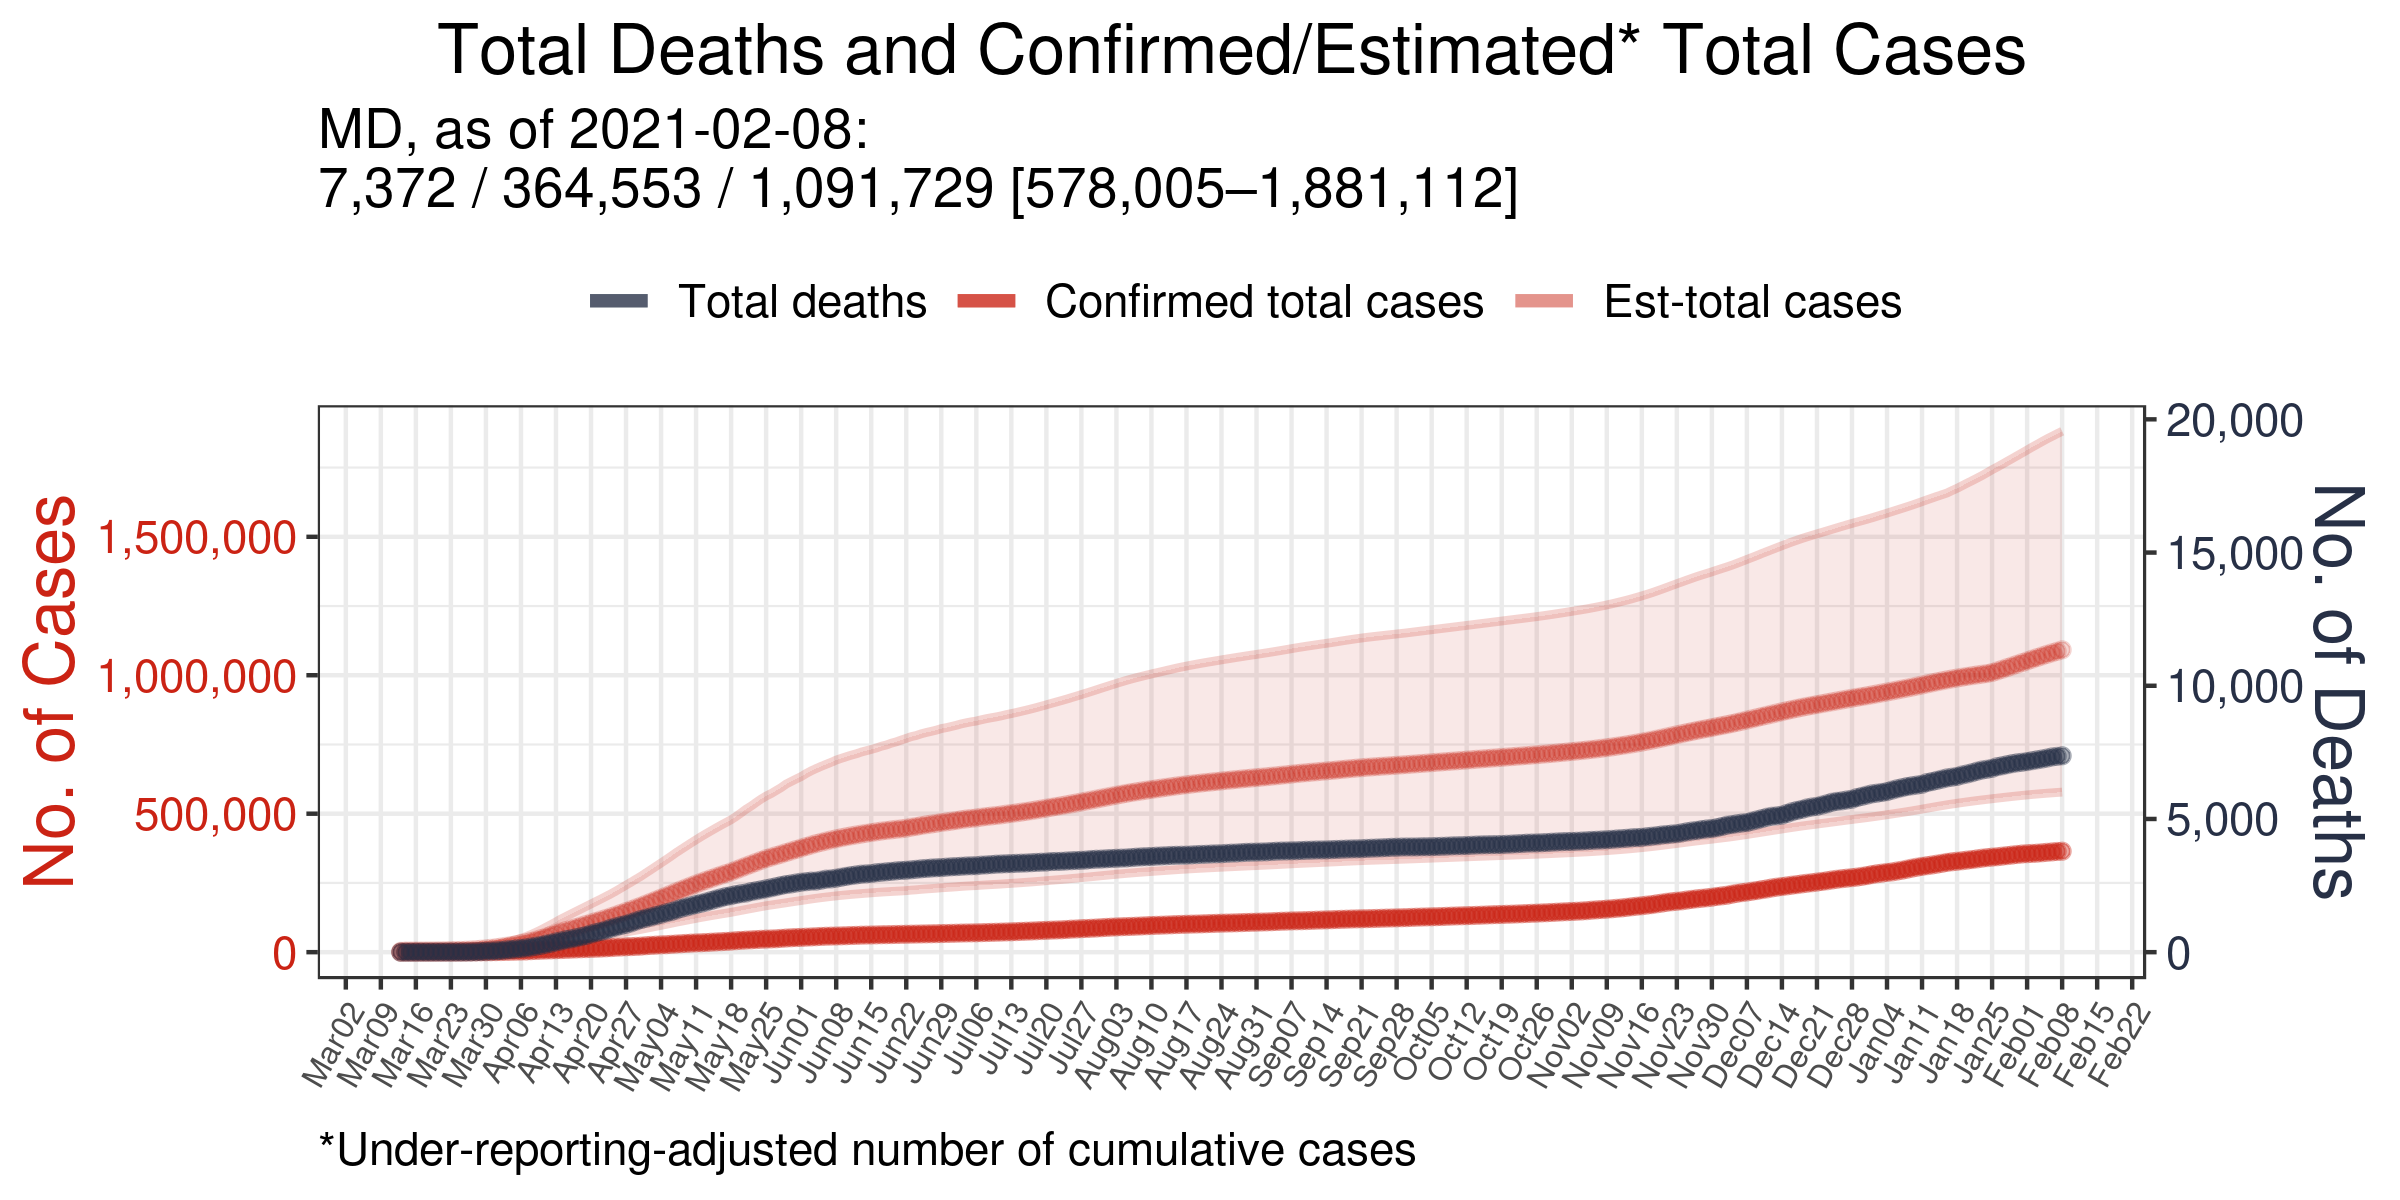 Total Deaths and Confirmed/Estimated* Total Cases
MD, as of 2021-02-08:
7,372 / 364,553 / 1,091,729 [578,005–1,881,112]
Total deaths
Confirmed total cases
Est-total cases
No. of Cases
1,500,000
1,000,000
500,000
0
20,000
15,000
10,000
5,000
0
No. of Deaths
Mar02
Mar09
Mar16
Mar23
Mar30
Apr06
Apr13
Apr20
Apr27
May04
May11
May18
May25
Jun01
Jun08
Jun15
Jun22
Jun29
Jul06
Jul13
Jul20
Jul27
Aug03
Aug10
Aug17
Aug24
Aug31
Sep07
Sep14
Sep21
Sep28
Oct05
Oct12
Oct19
Oct26
Nov02
Nov09
Nov16
Nov23
Nov30
Dec07
Dec14
Dec21
Dec28
Jan04
Jan11
Jan18
Jan25
Feb01
Feb08
Feb15
Feb22
*Under-reporting-adjusted number of cumulative cases